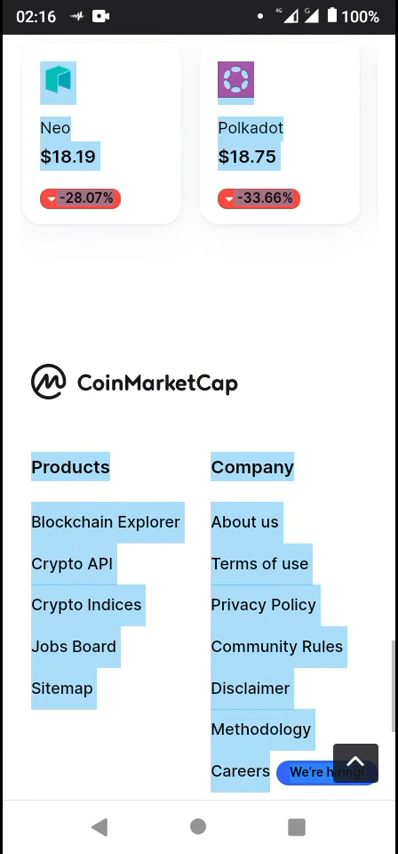 02:16 4G G 100%
Neo
$18.19
-28.07%
Polkadot
$18.75
-33.66%
CoinMarketCap
Products
Blockchain Explorer
Crypto API
Crypto Indices
Jobs Board
Sitemap
Company
About us
Terms of use
Privacy Policy
Community Rules
Disclaimer
Methodology
Careers We're hiring!